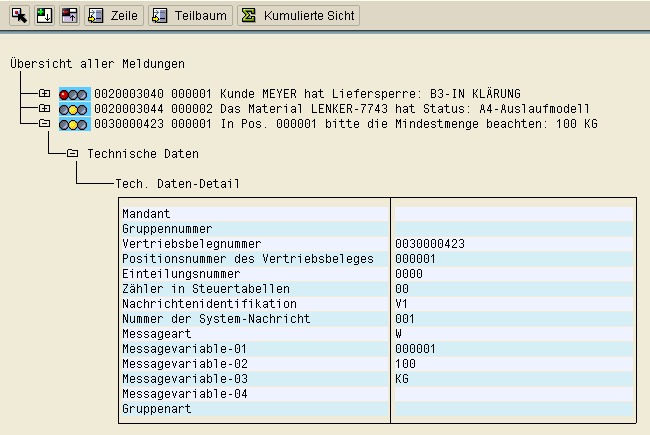 Zeile Teilbaum Kumulierte Sicht
Übersicht aller Meldungen
0020003040 000001 Kunde MEYER hat Liefersperre: B3-IN KLÄRUNG
0020003044 000002 Das Material LENKER-7743 hat Status: A4-Auslaufmodell
0030000423 000001 In Pos. 000001 bitte die Mindestmenge beachten: 100 KG
Technische Daten
Tech. Daten-Detail
Mandant
Gruppennummer
Vertriebsbelegnummer 0030000423
Positionsnummer des Vertriebsbeleges 000001
Einteilungsnummer 0000
Zähler in Steuertabellen 00
Nachrichtenidentifikation V1
Nummer der System-Nachricht 001
Messageart W
Messagevariable-01 000001
Messagevariable-02 100
Messagevariable-03 KG
Messagevariable-04
Gruppenart